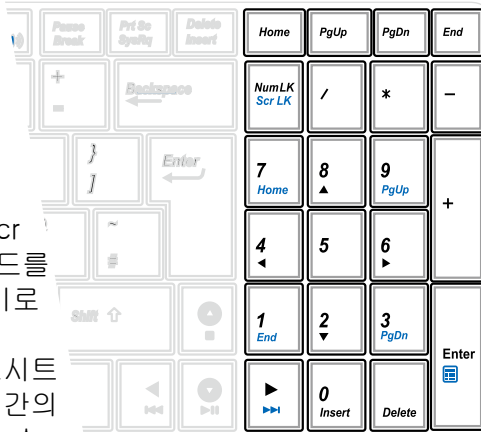 Pause Prt Sc Delete Home PgUp PgDn End
Break SysRq Insert
+ Backspace NumLK / * −
− Scr LK
} Enter 7 8 9 +
] Home ▲ PgUp
~ 4 5 6
# ◀ ▶
Shift 1 2 3 Enter
End ▼ PgDn
0 Delete
Insert
cr
드를
로
시트
간의